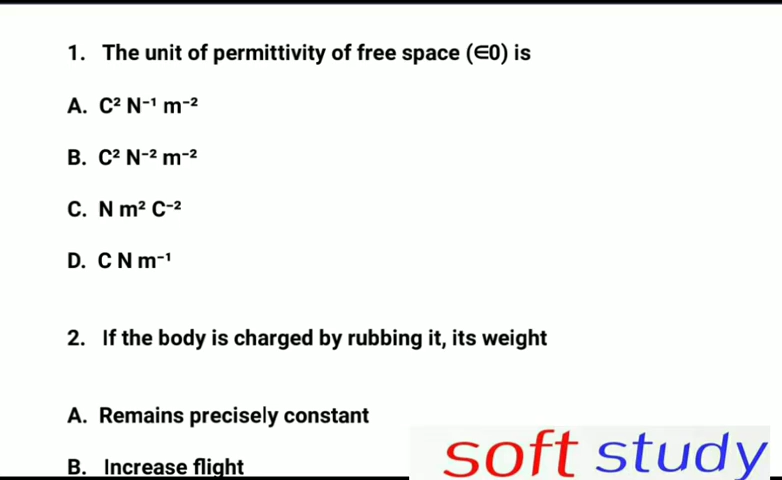 1. The unit of permittivity of free space (∈0) is
A. C² N⁻¹ m⁻²
B. C² N⁻² m⁻²
C. N m² C⁻²
D. C N m⁻¹
2. If the body is charged by rubbing it, its weight
A. Remains precisely constant
B. Increase flight
soft study